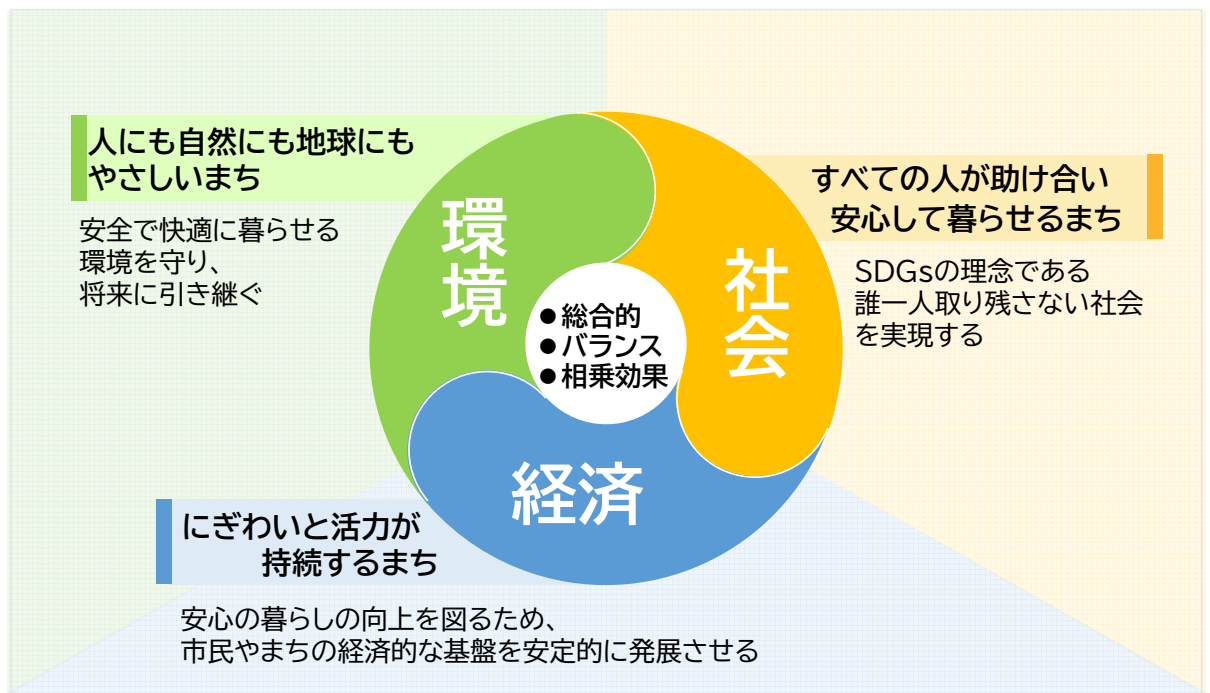 人にも自然にも地球にも
やさしいまち
安全で快適に暮らせる
環境を守り、
将来に引き継ぐ
環境
すべての人が助け合い
安心して暮らせるまち
SDGsの理念である
誰一人取り残さない社会
を実現する
社会
●総合的
●バランス
●相乗効果
経済
にぎわいと活力が
持続するまち
安心の暮らしの向上を図るため、
市民やまちの経済的な基盤を安定的に発展させる